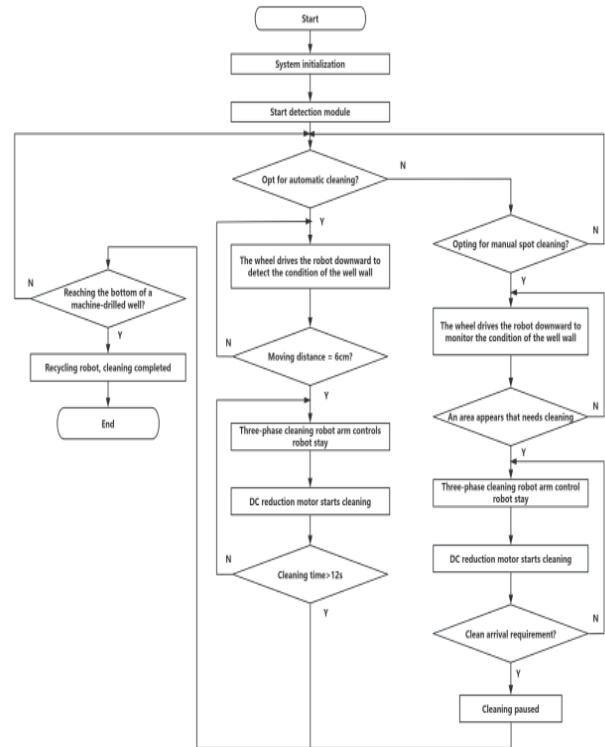 Start
System initialization
Start detection module
Opt for automatic cleaning?
N
Y
Opting for manual spot cleaning?
N
Y
The wheel drives the robot downward to
detect the condition of the well wall
Moving distance = 6cm?
N
Y
Three-phase cleaning robot arm controls
robot stay
DC reduction motor starts cleaning
Cleaning time>12s
N
Y
The wheel drives the robot downward to
monitor the condition of the well wall
An area appears that needs cleaning
N
Y
Three-phase cleaning robot arm control
robot stay
DC reduction motor starts cleaning
Clean arrival requirement?
N
Y
Cleaning paused
Reaching the bottom of a
machine-drilled well?
N
Y
Recycling robot, cleaning completed
End